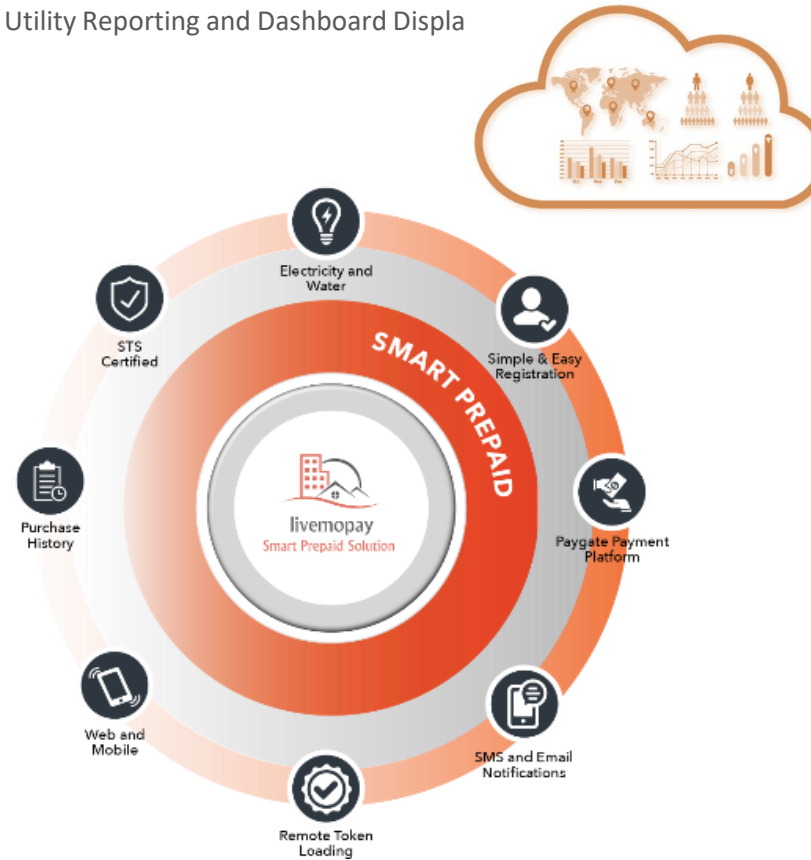 Utility Reporting and Dashboard Displa
Electricity and
Water
STS
Certified
SMART PREPAID
Simple & Easy
Registration
livemopay
Smart Prepaid Solution
Purchase
History
Paygate Payment
Platform
Web and
Mobile
SMS and Email
Notifications
Remote Token
Loading